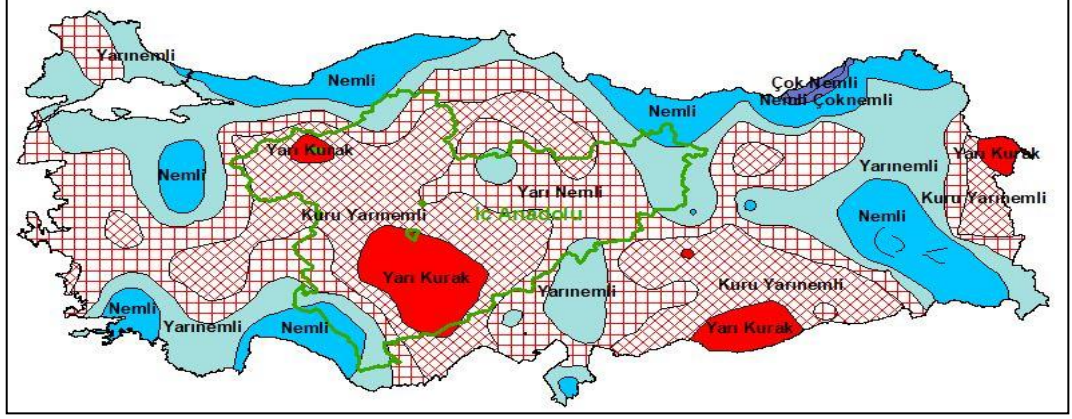 Yarınemli
Nemli
Çok Nemli
Nemli Çoknemli
Nemli
Yarı Kurak
Yarı Kurak
Nemli
Yarınemli
Yarı Nemli
Kuru Yarınemli
Kuru Yarınemli
İç Anadolu
Nemli
Yarı Kurak
Yarınemli
Kuru Yarınemli
Nemli
Yarınemli
Nemli
Yarı Kurak